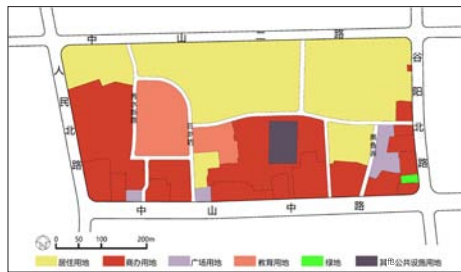 中山二路
人民北路
谷阳北路
中山中路
0 50 100 200m
居住用地 商办用地 广场用地 教育用地 绿地 其他公共设施用地